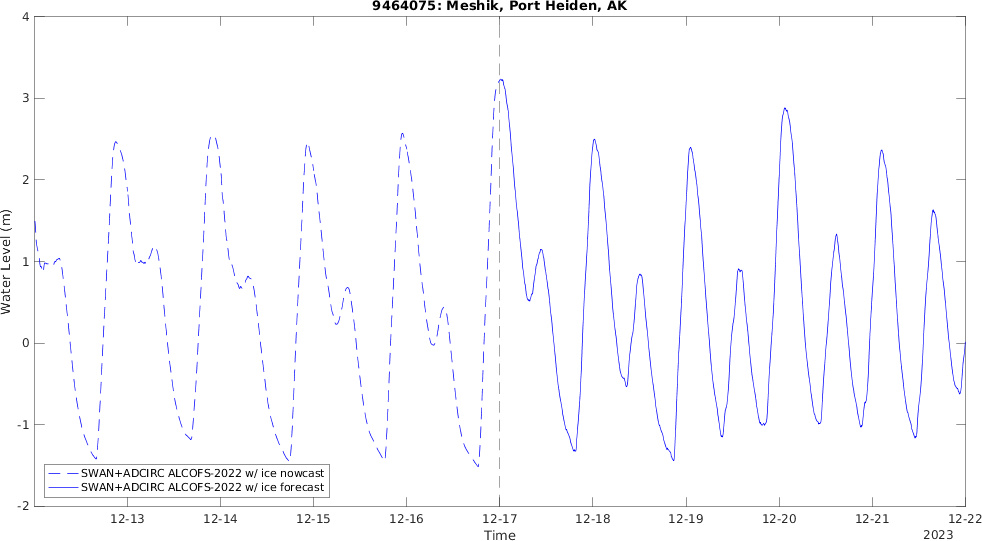 9464075: Meshik, Port Heiden, AK
4
3
2
1
0
-1
-2
Water Level (m)
SWAN+ADCIRC ALCOFS-2022 w/ ice nowcast
SWAN+ADCIRC ALCOFS-2022 w/ ice forecast
12-13 12-14 12-15 12-16 12-17 12-18 12-19 12-20 12-21 12-22
Time
2023